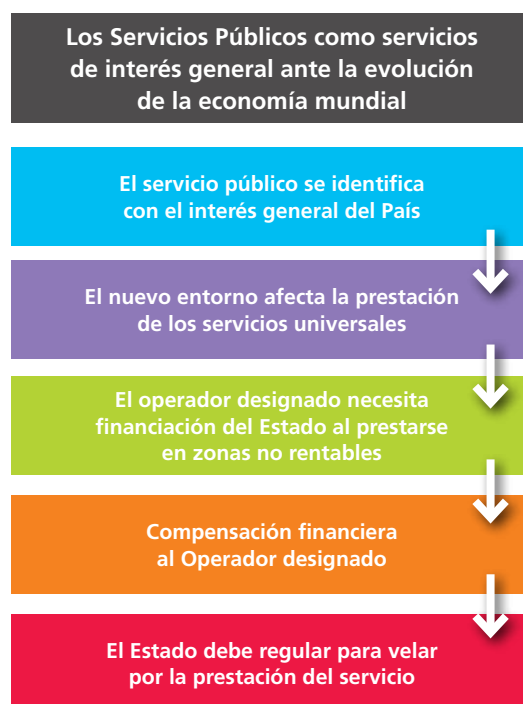 Los Servicios Públicos como servicios
de interés general ante la evolución
de la economía mundial
El servicio público se identifica
con el interés general del País
El nuevo entorno afecta la prestación
de los servicios universales
El operador designado necesita
financiación del Estado al prestarse
en zonas no rentables
Compensación financiera
al Operador designado
El Estado debe regular para velar
por la prestación del servicio